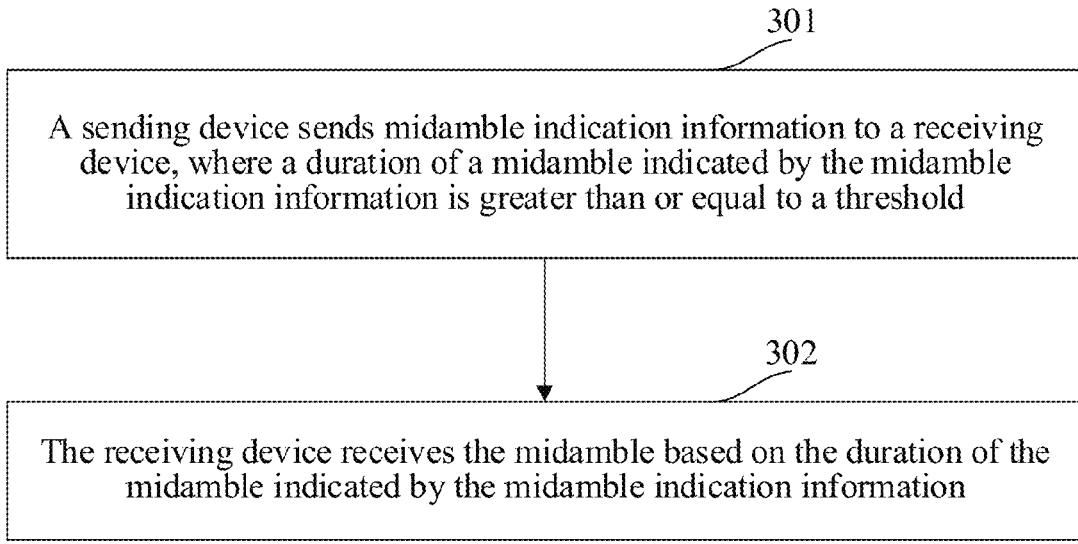 301
A sending device sends midamble indication information to a receiving
device, where a duration of a midamble indicated by the midamble
indication information is greater than or equal to a threshold
302
The receiving device receives the midamble based on the duration of the
midamble indicated by the midamble indication information